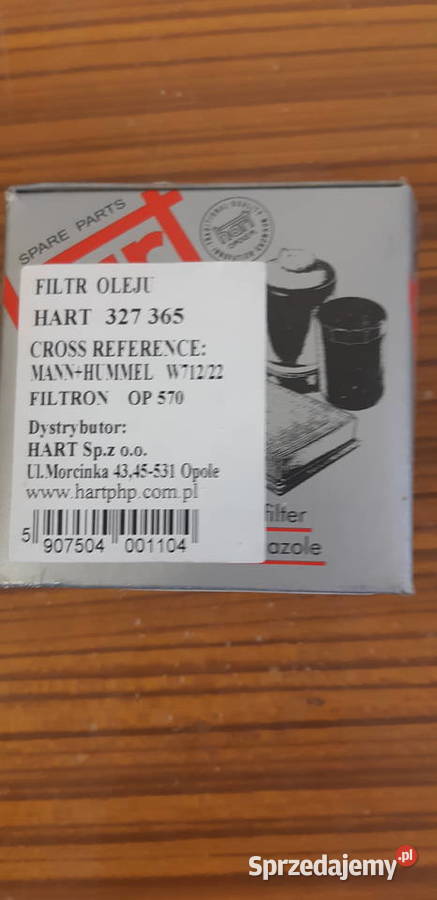 SPARE PARTS
hart
FILTR OLEJU
HART 327 365
CROSS REFERENCE:
MANN+HUMMEL W712/22
FILTRON OP 570
Dystrybutor:
HART Sp.z o.o.
Ul.Morcinka 43,45-531 Opole
www.hartphp.com.pl
5 907504 001104
filter
azole
Sprzedajemy.pl